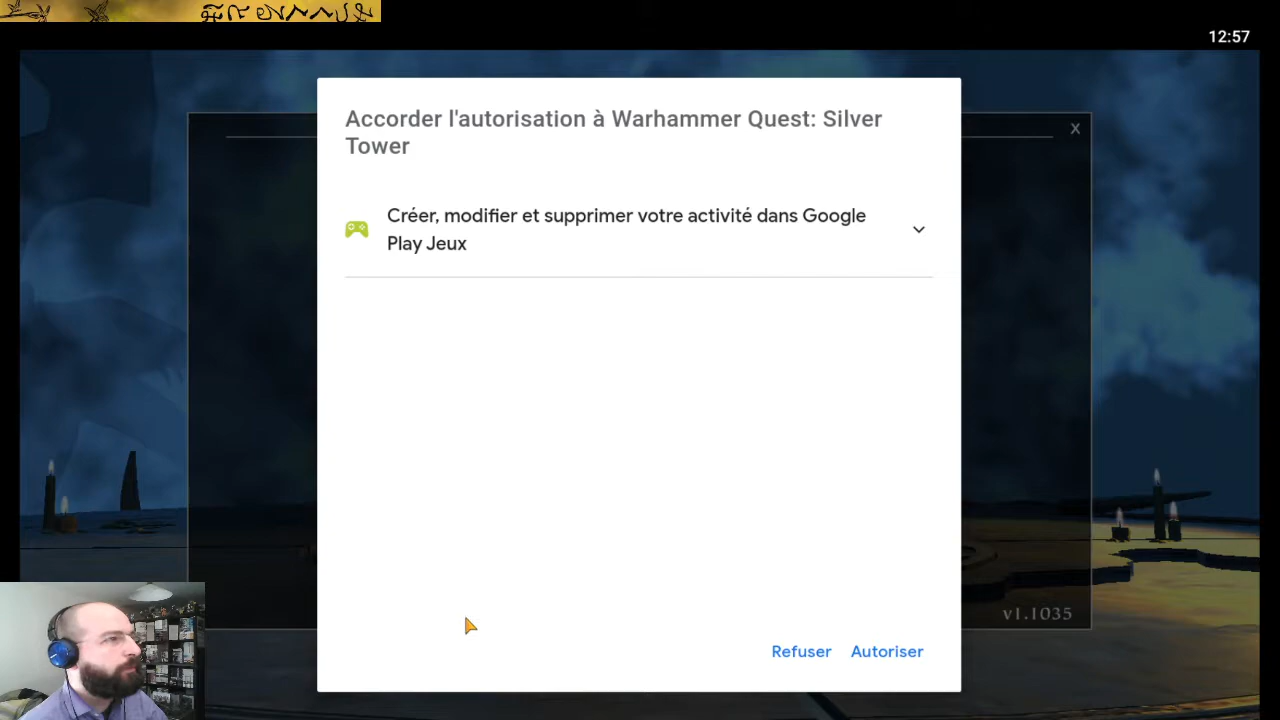 12:57
Accorder l'autorisation à Warhammer Quest: Silver
Tower
X
Créer, modifier et supprimer votre activité dans Google
Play Jeux
v1.1035
Refuser Autoriser